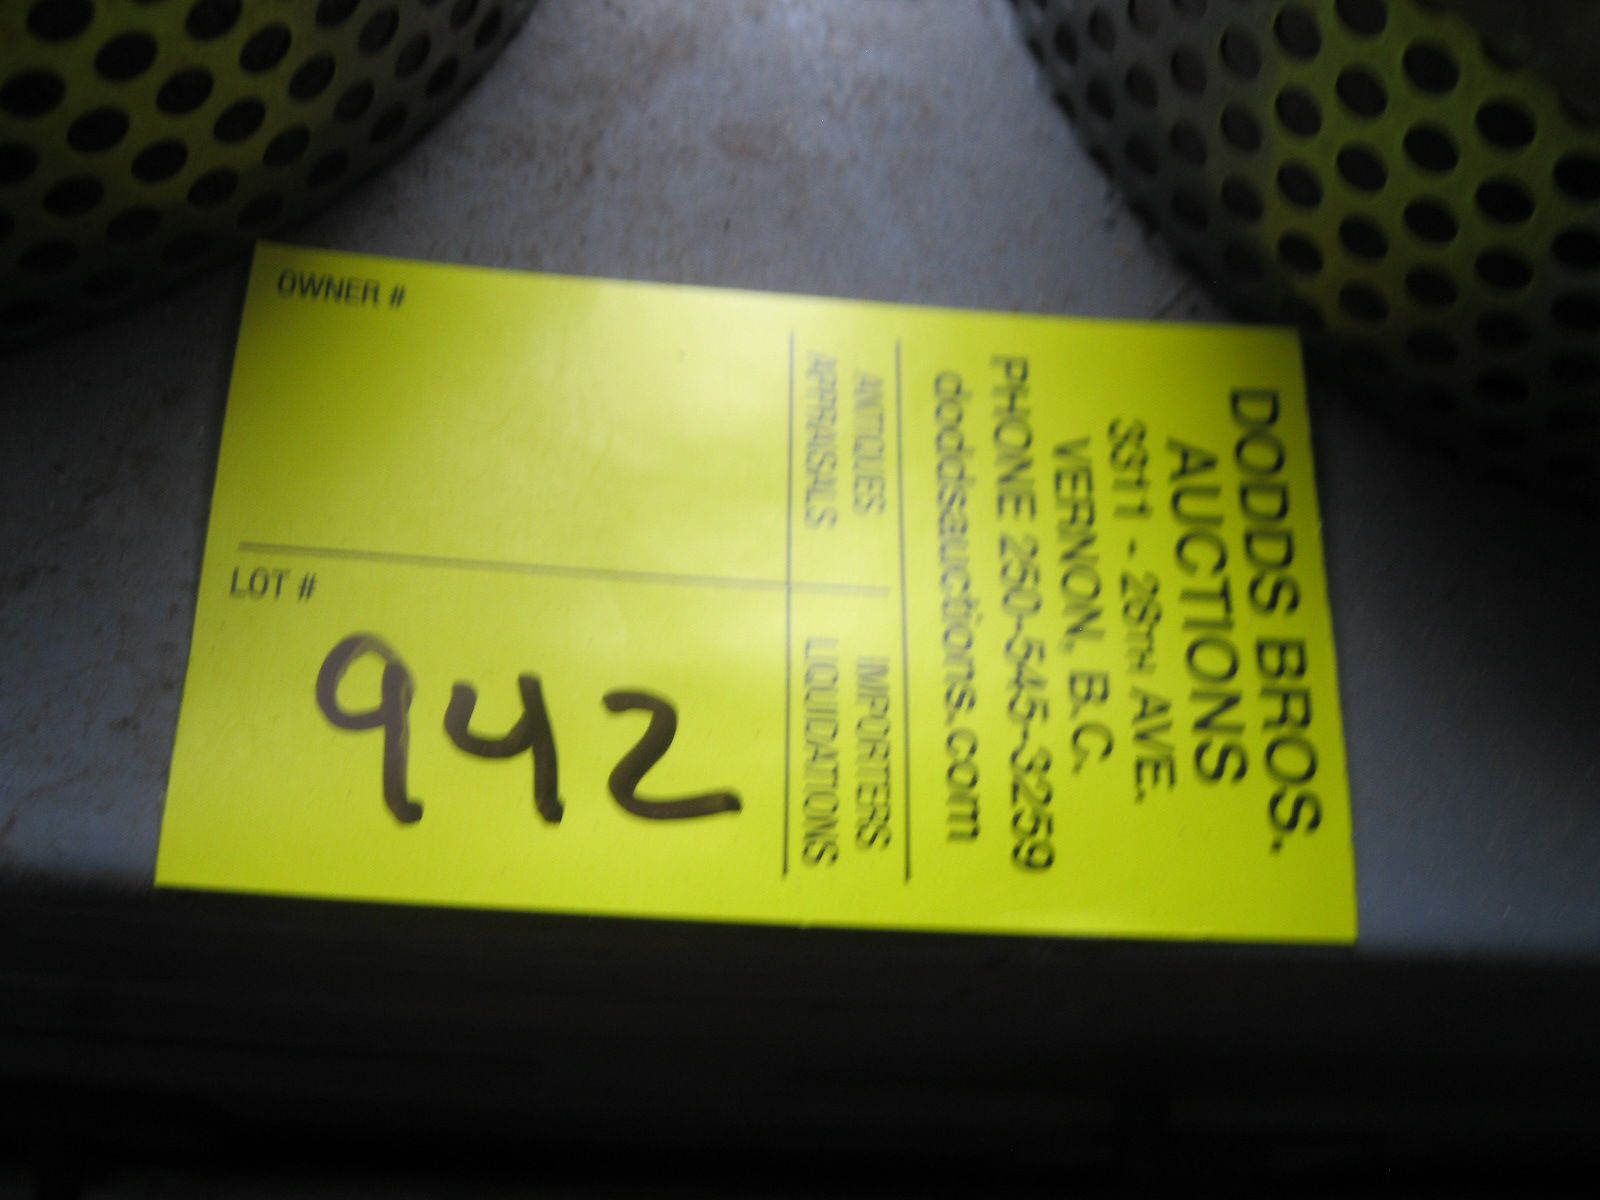 DODDS BROS.
AUCTIONS
3311 - 28TH AVE.
VERNON, B.C.
PHONE 250-545-3259
doddsauctions.com
ANTIQUES IMPORTERS
APPRAISALS LIQUIDATIONS
OWNER #
LOT #
942